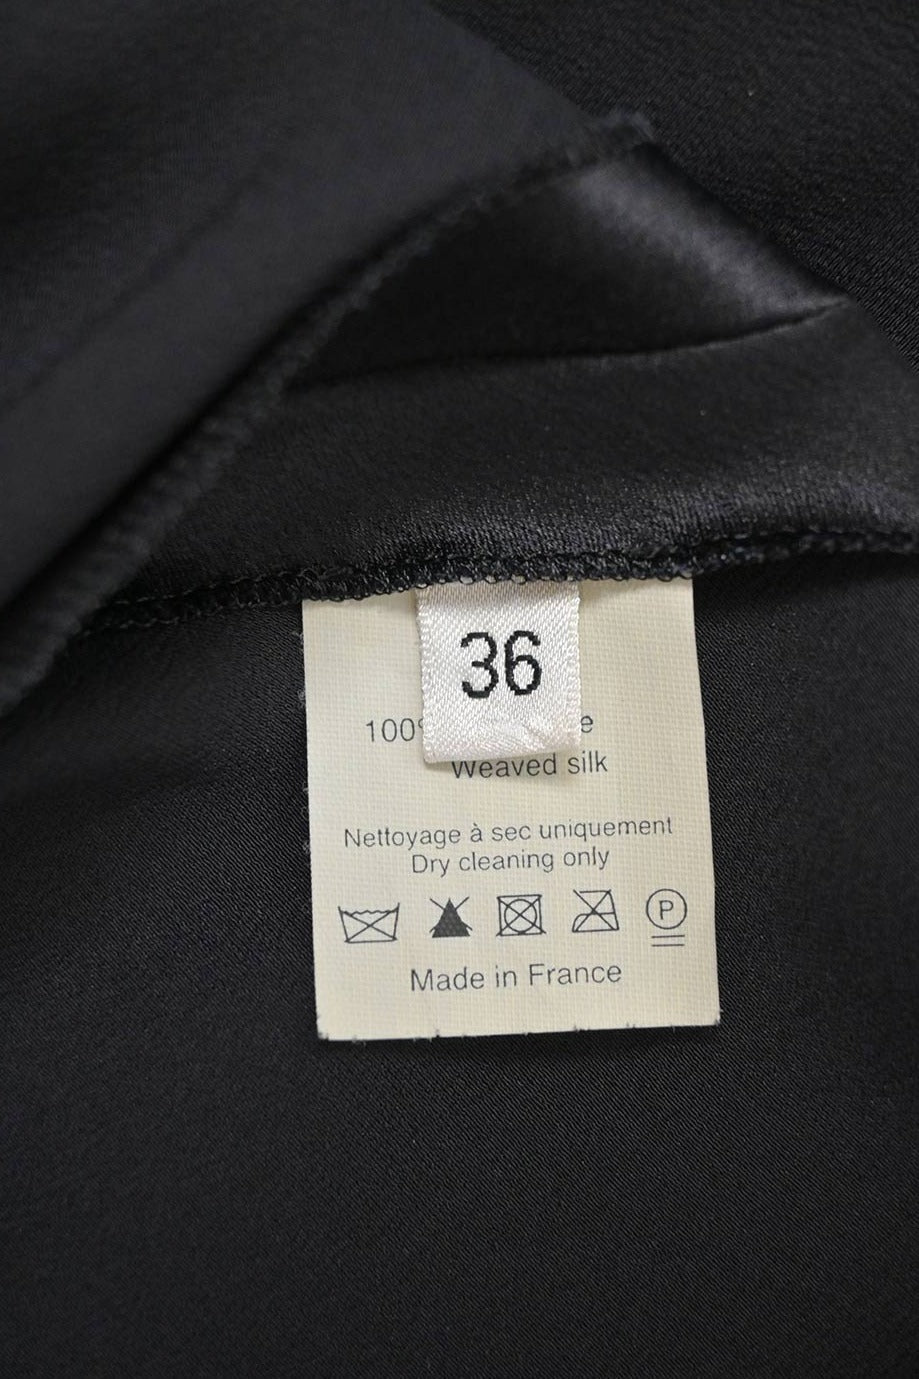 36
100%
Weaved silk
Nettoyage à sec uniquement
Dry cleaning only
P
Made in France